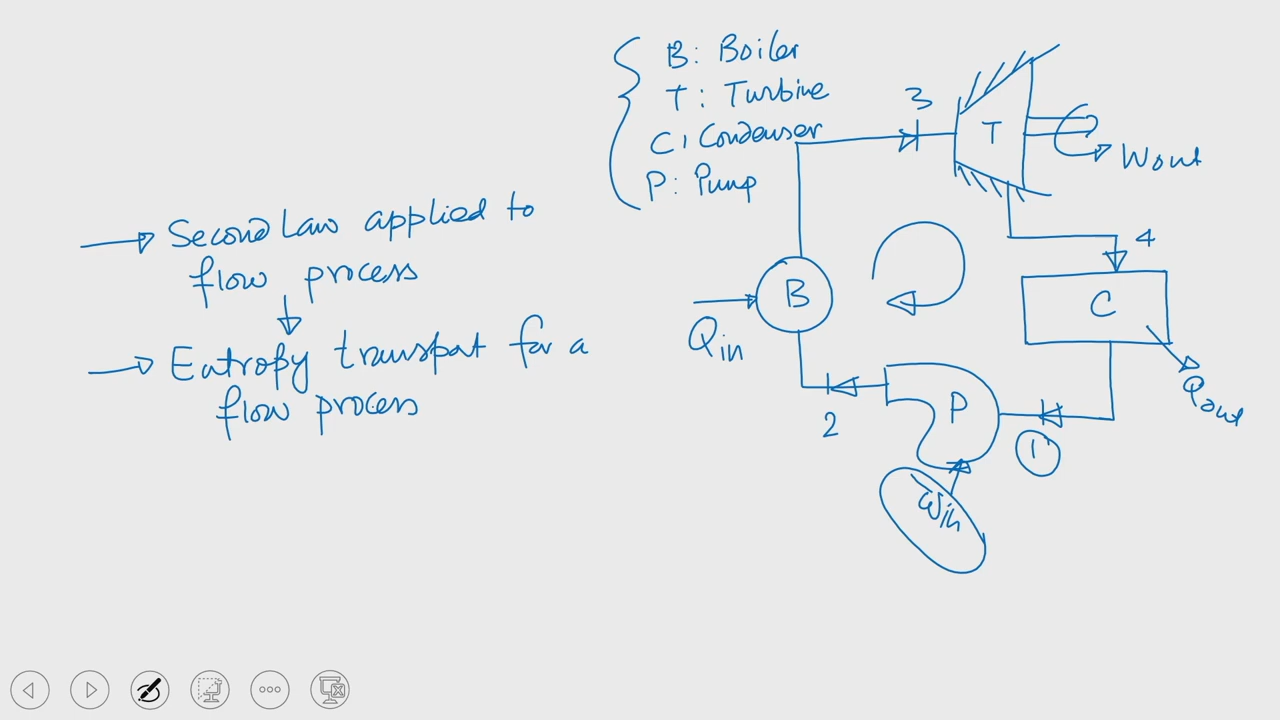 B: Boiler
T: Turbine
C: Condenser
P: Pump
→ Second Law applied to
flow process
↓
→ Entropy transport for a
flow process
3
T
Wout
4
B
C
Qin
Qout
P
2
1
Win